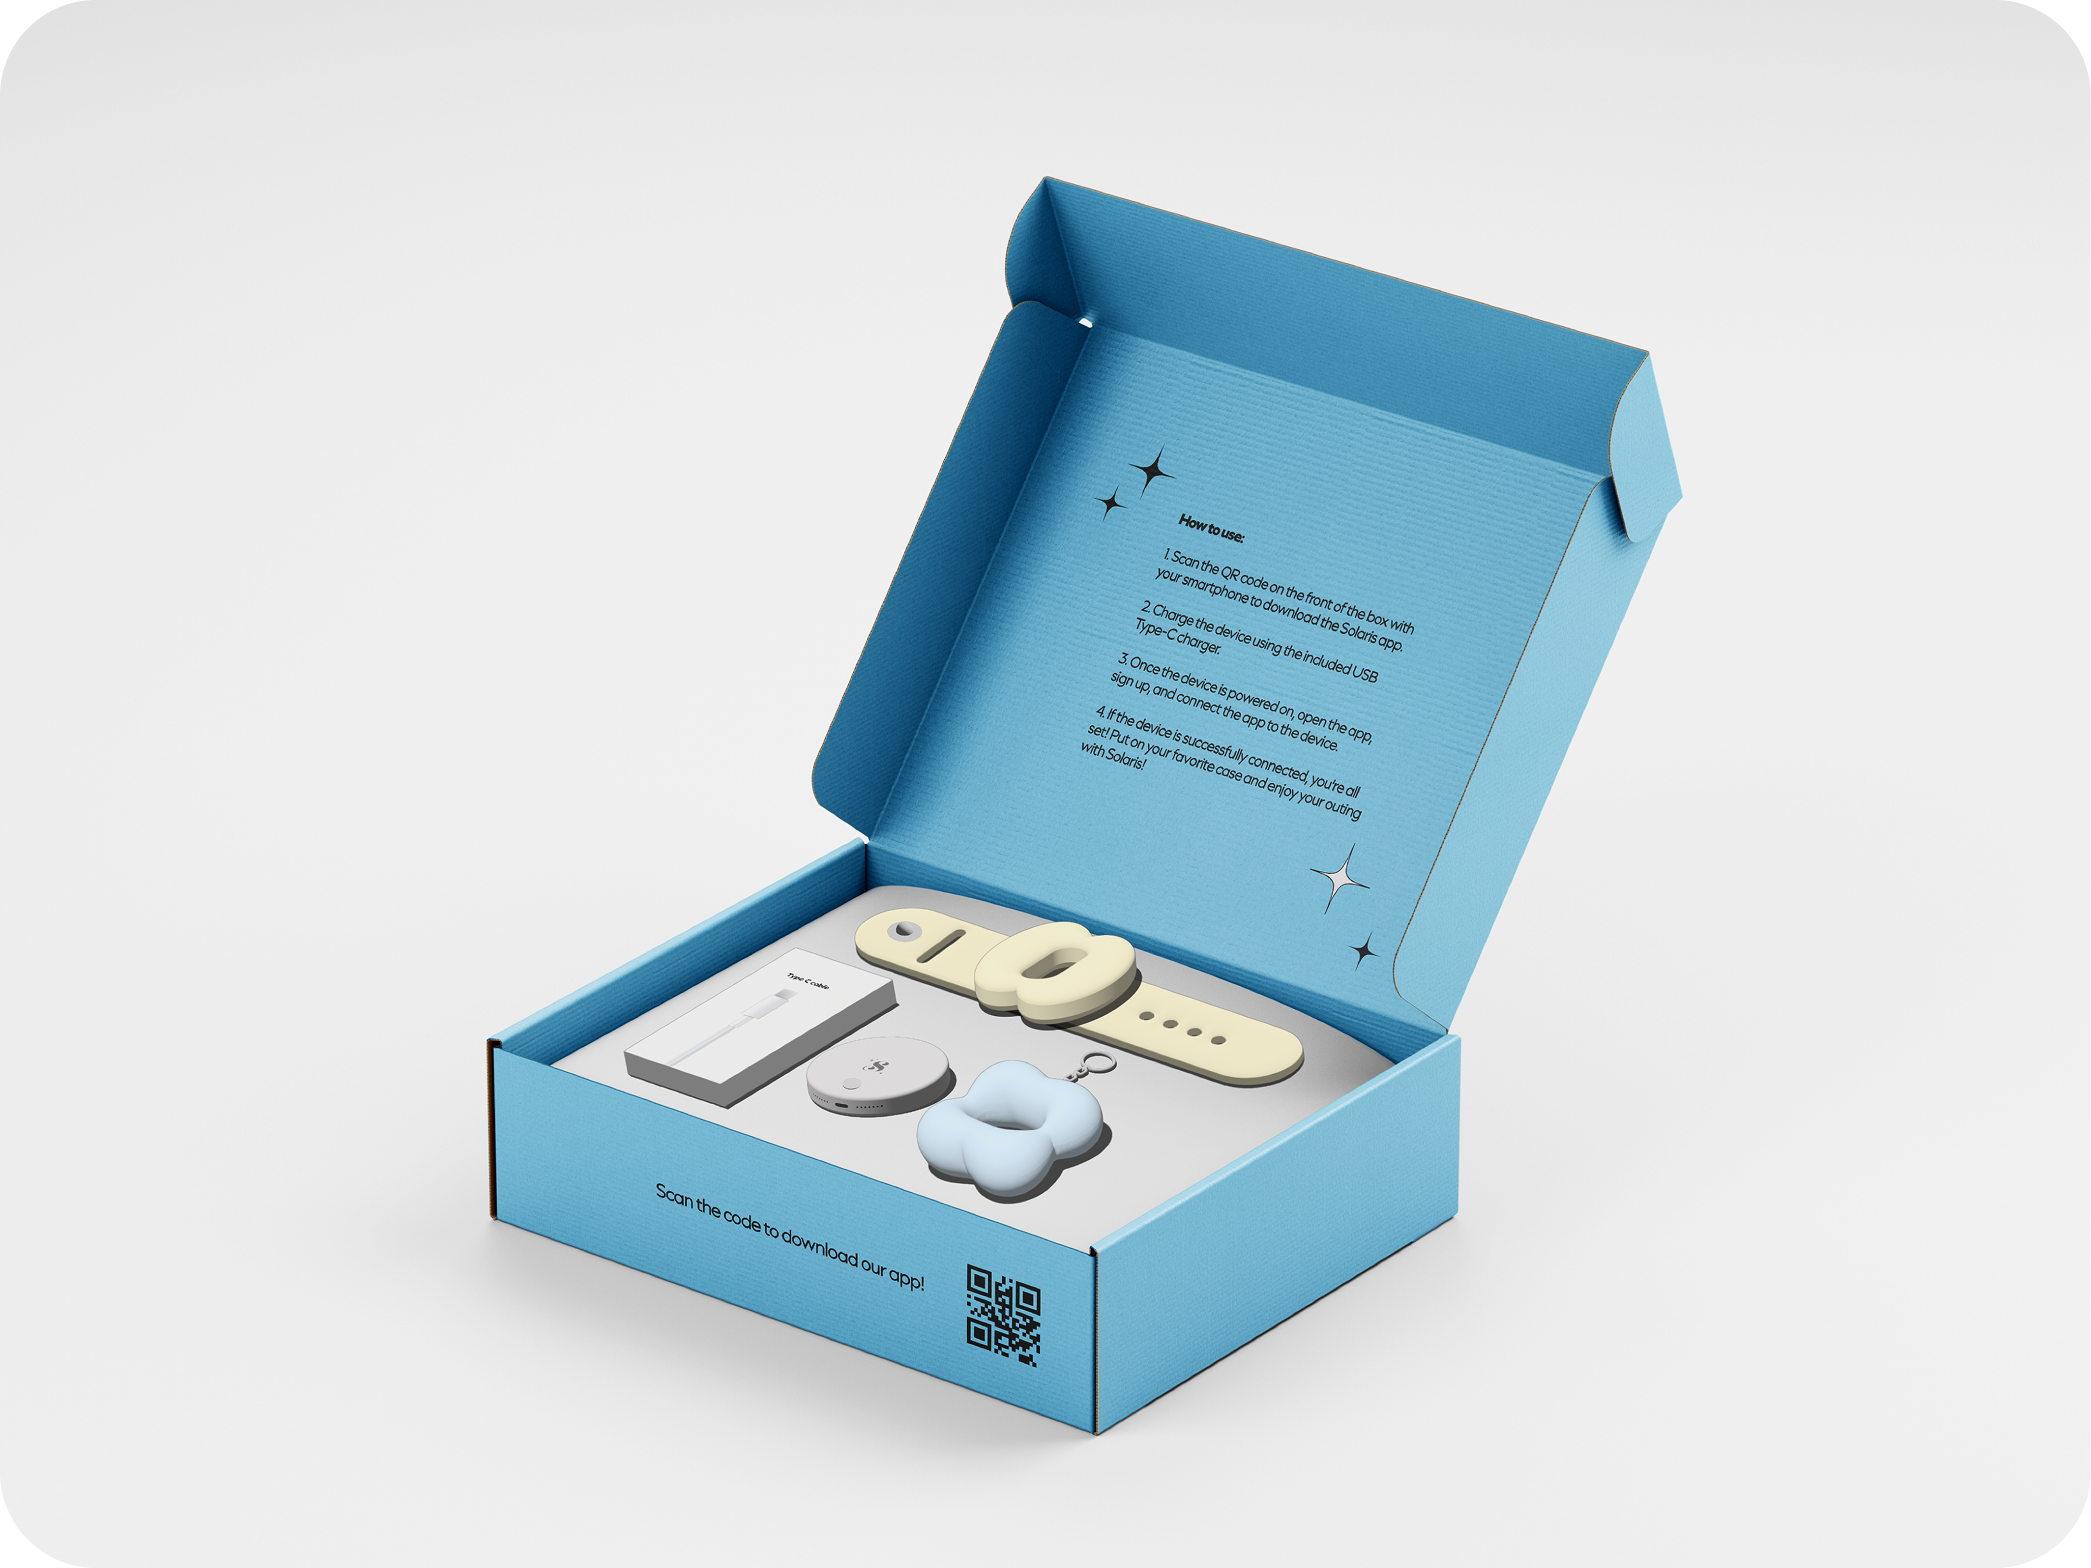 How to use:
1. Scan the QR code on the front of the box with
your smartphone to download the Solaris app.
2. Charge the device using the included USB
Type-C charger.
3. Once the device is powered on, open the app,
sign up, and connect the app to the device.
4. If the device is successfully connected, you're all
set! Put on your favorite case and enjoy your outing
with Solaris!
Type C cable
Scan the code to download our app!